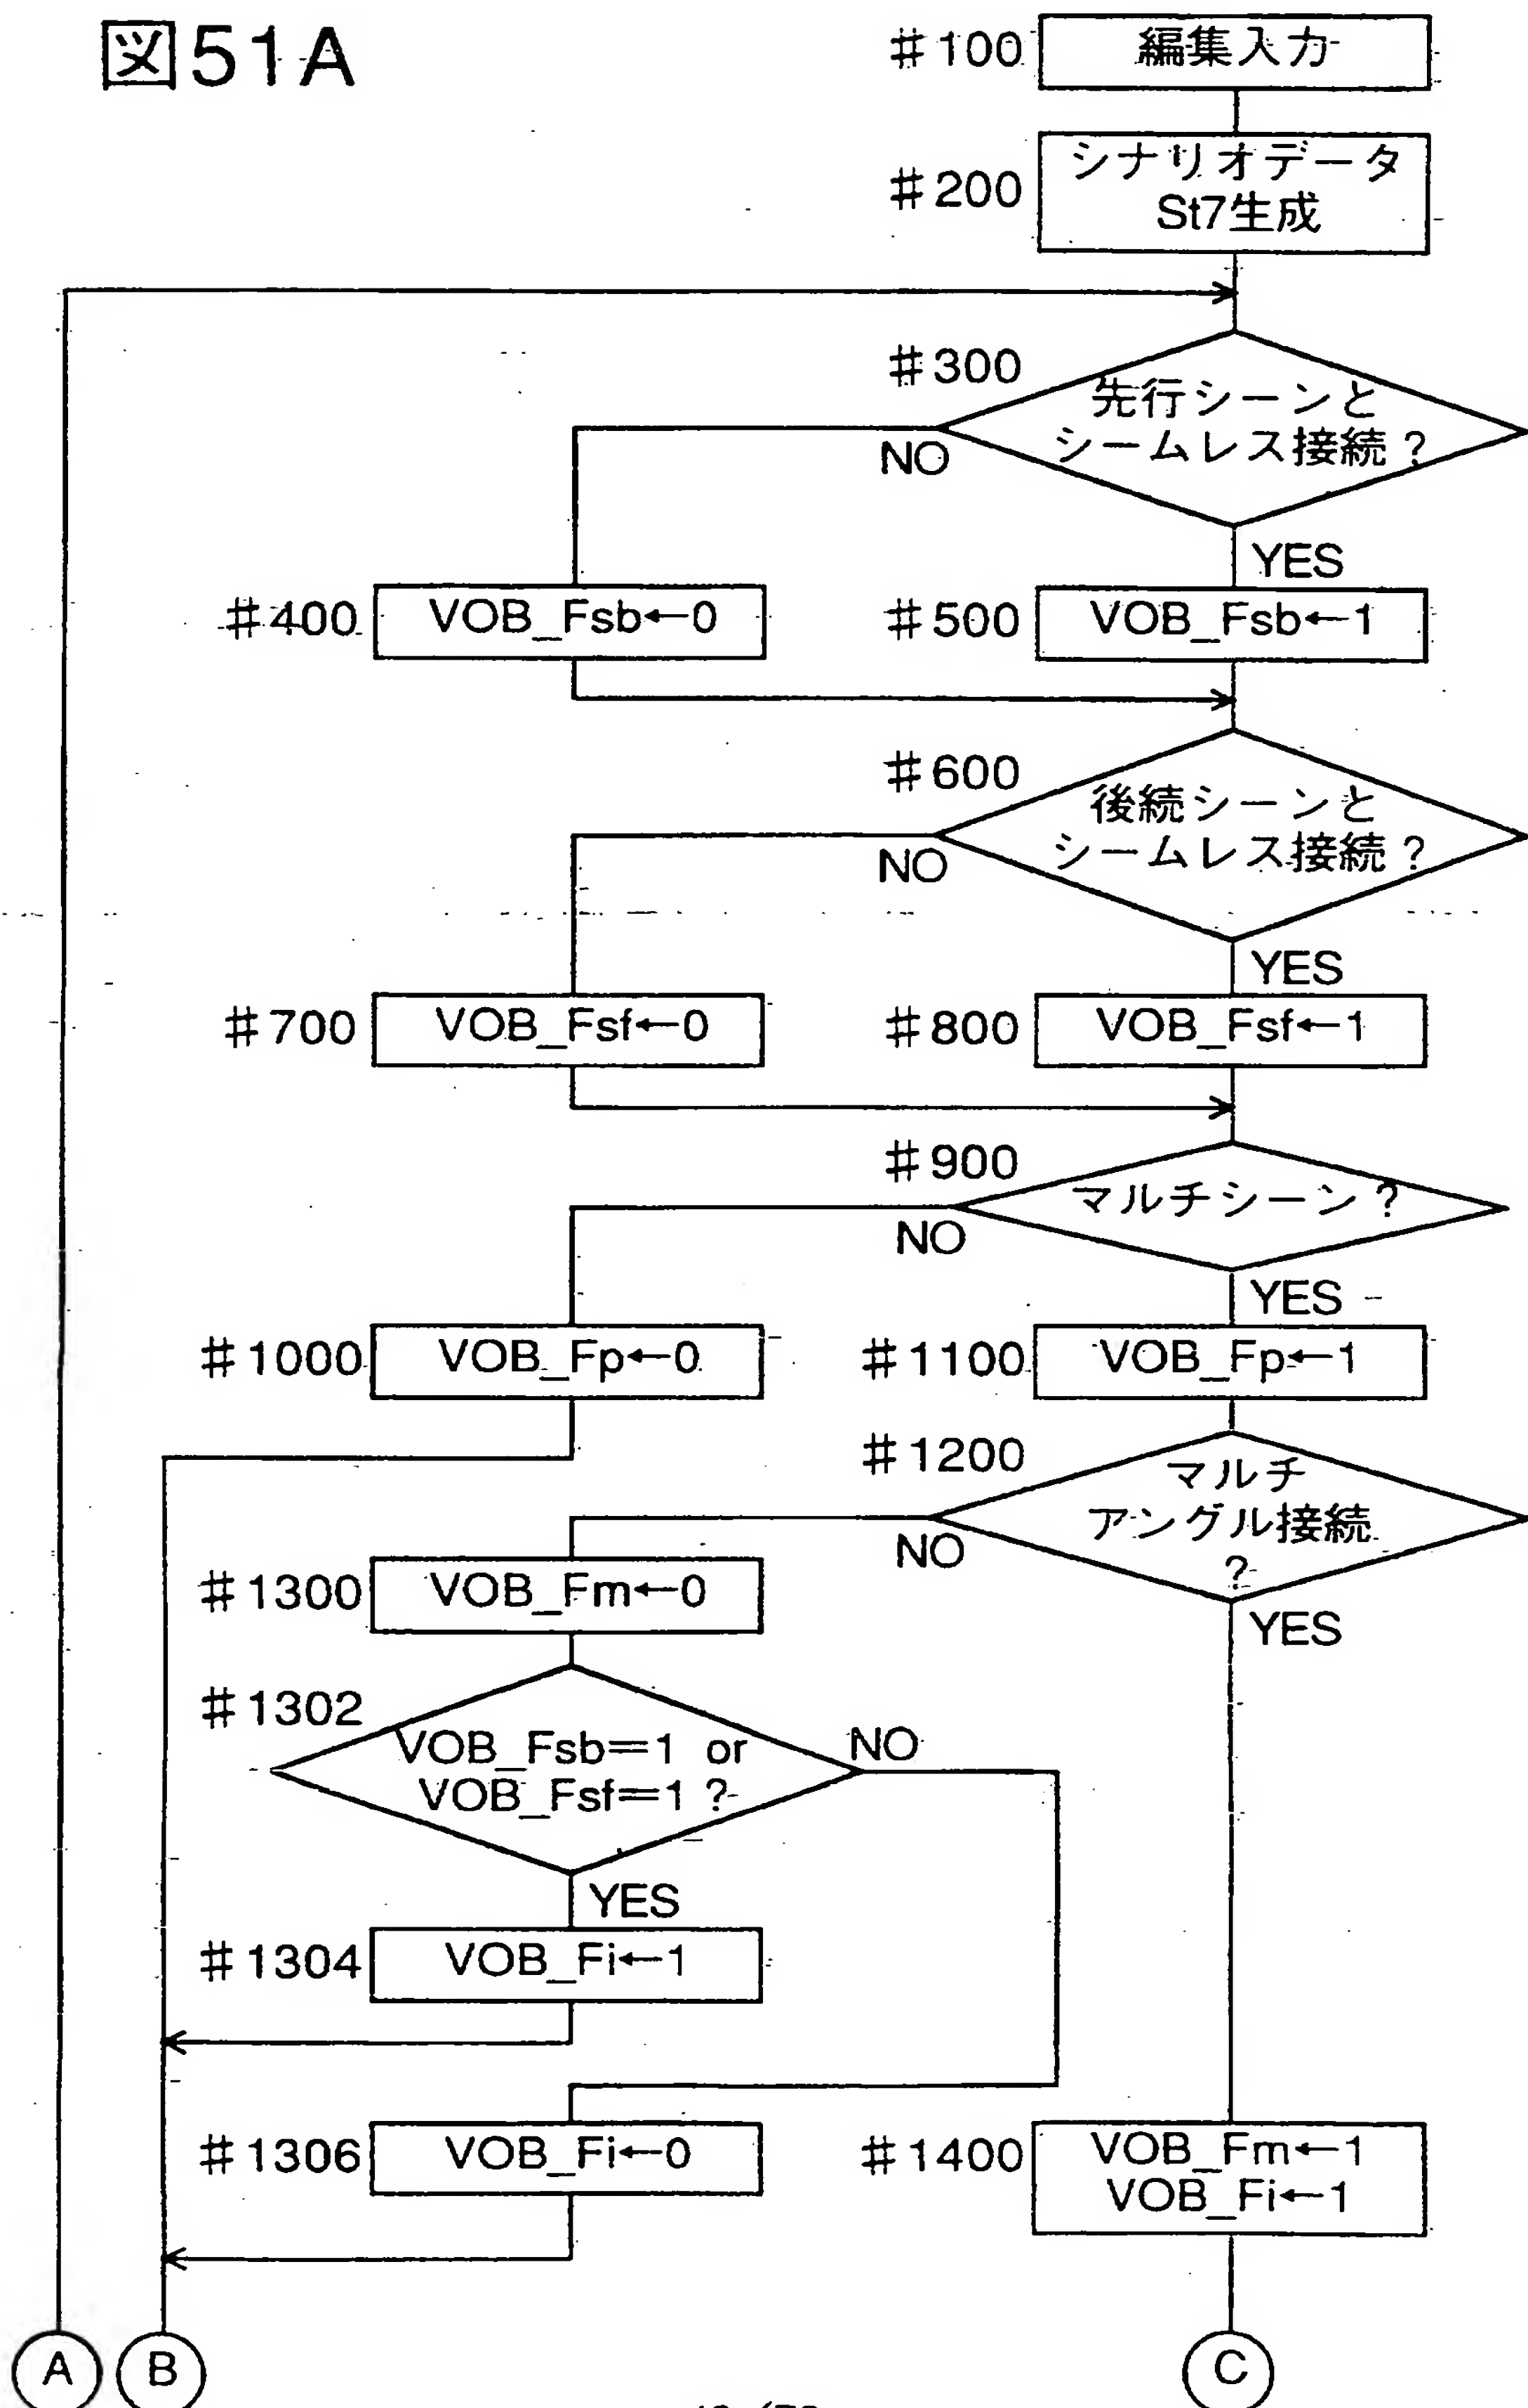 図51A
#100
編集入力
#200
シナリオデータ
St7生成
#300
先行シーンと
シームレス接続?
NO
YES
#400
VOB_Fsb←0
#500
VOB_Fsb←1
#600
後続シーンと
シームレス接続?
NO
YES
#700
VOB_Fsf←0
#800
VOB_Fsf←1
#900
マルチシーン?
NO
YES
#1000
VOB_Fp←0
#1100
VOB_Fp←1
#1200
マルチ
アングル接続
?
NO
YES
#1300
VOB_Fm←0
#1302
VOB_Fsb=1 or
VOB_Fsf=1?
NO
YES
#1304
VOB_Fi←1
#1306
VOB_Fi←0
#1400
VOB_Fm←1
VOB_Fi←1
A
B
C